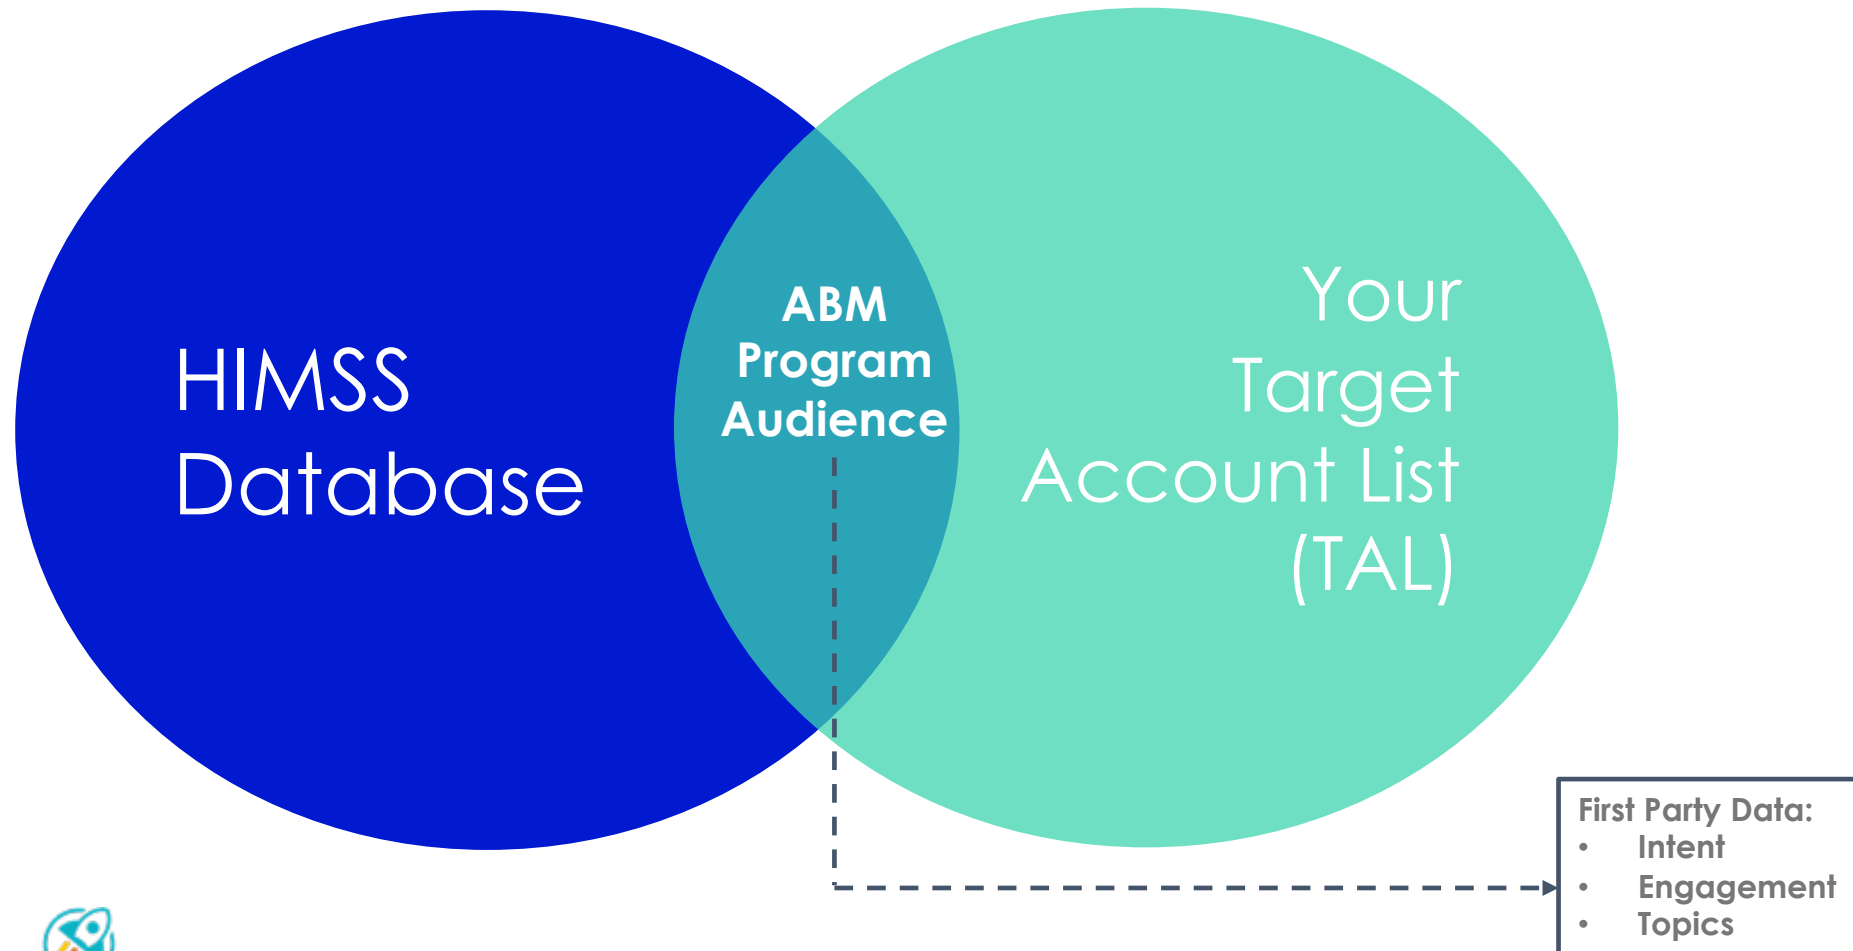 HIMSS
Database
ABM
Program
Audience
Your
Target
Account List
(TAL)
First Party Data:
• Intent
• Engagement
• Topics